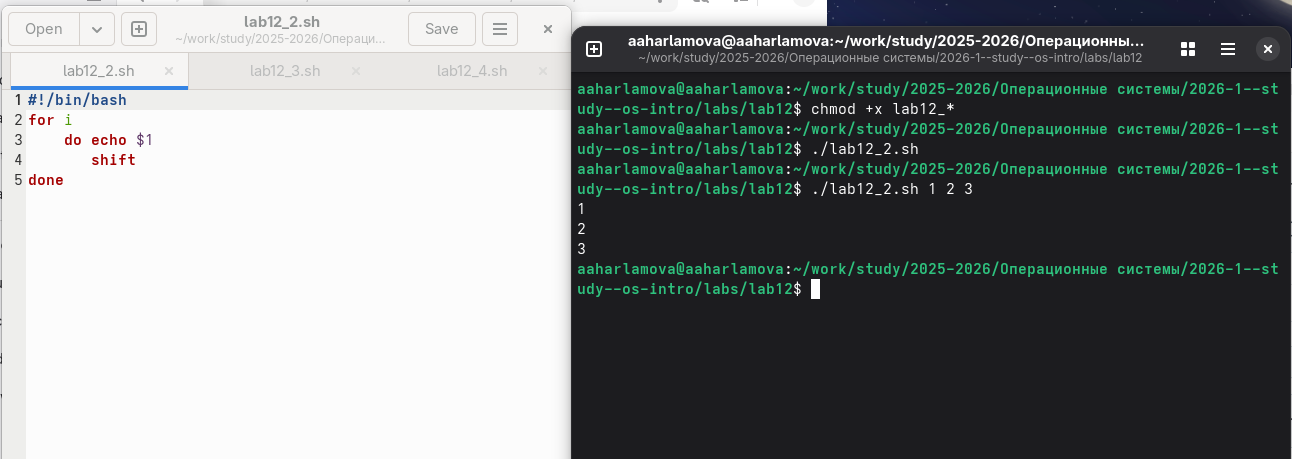 Open
lab12_2.sh
~/work/study/2025-2026/Операци...
Save
lab12_2.sh
lab12_3.sh
lab12_4.sh
1 #!/bin/bash
2 for i
3     do echo $1
4        shift
5 done
aaharlamova@aaharlamova:~/work/study/2025-2026/Операционны...
~/work/study/2025-2026/Операционные системы/2026-1--study--os-intro/labs/lab12
aaharlamova@aaharlamova:~/work/study/2025-2026/Операционные системы/2026-1--st
udy--os-intro/labs/lab12$ chmod +x lab12_*
aaharlamova@aaharlamova:~/work/study/2025-2026/Операционные системы/2026-1--st
udy--os-intro/labs/lab12$ ./lab12_2.sh
aaharlamova@aaharlamova:~/work/study/2025-2026/Операционные системы/2026-1--st
udy--os-intro/labs/lab12$ ./lab12_2.sh 1 2 3
1
2
3
aaharlamova@aaharlamova:~/work/study/2025-2026/Операционные системы/2026-1--st
udy--os-intro/labs/lab12$